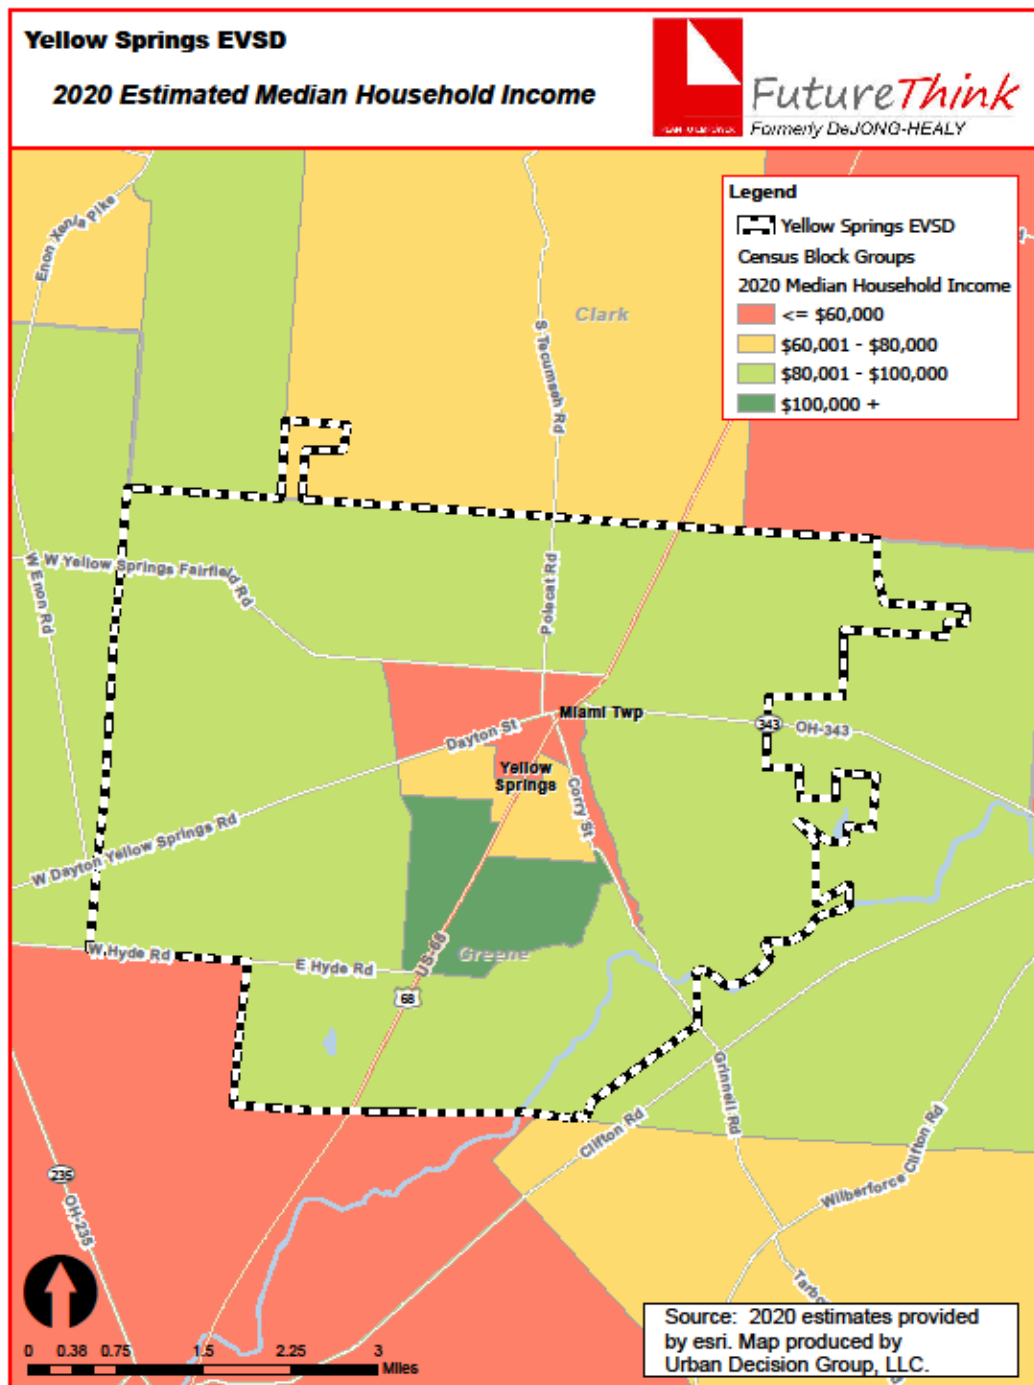 Yellow Springs EVSD
2020 Estimated Median Household Income
FutureThink
Formerly DeJONG-HEALY
Legend
Yellow Springs EVSD
Census Block Groups
2020 Median Household Income
<= $60,000
$60,001 - $80,000
$80,001 - $100,000
$100,000 +
Enon Xenia Pike
Clark
S Tecumseh Rd
W Yellow Springs Fairfield Rd
W Enon Rd
Polecat Rd
Miami Twp
343
OH-343
Dayton St
Yellow
Springs
Corry St
W Dayton Yellow Springs Rd
W Hyde Rd
E Hyde Rd
US-68
Greene
68
Grinnell Rd
Clifton Rd
Wilberforce Clifton Rd
235
OH-235
Tarbo
0 0.38 0.75 1.5 2.25 3
Miles
Source: 2020 estimates provided
by esri. Map produced by
Urban Decision Group, LLC.